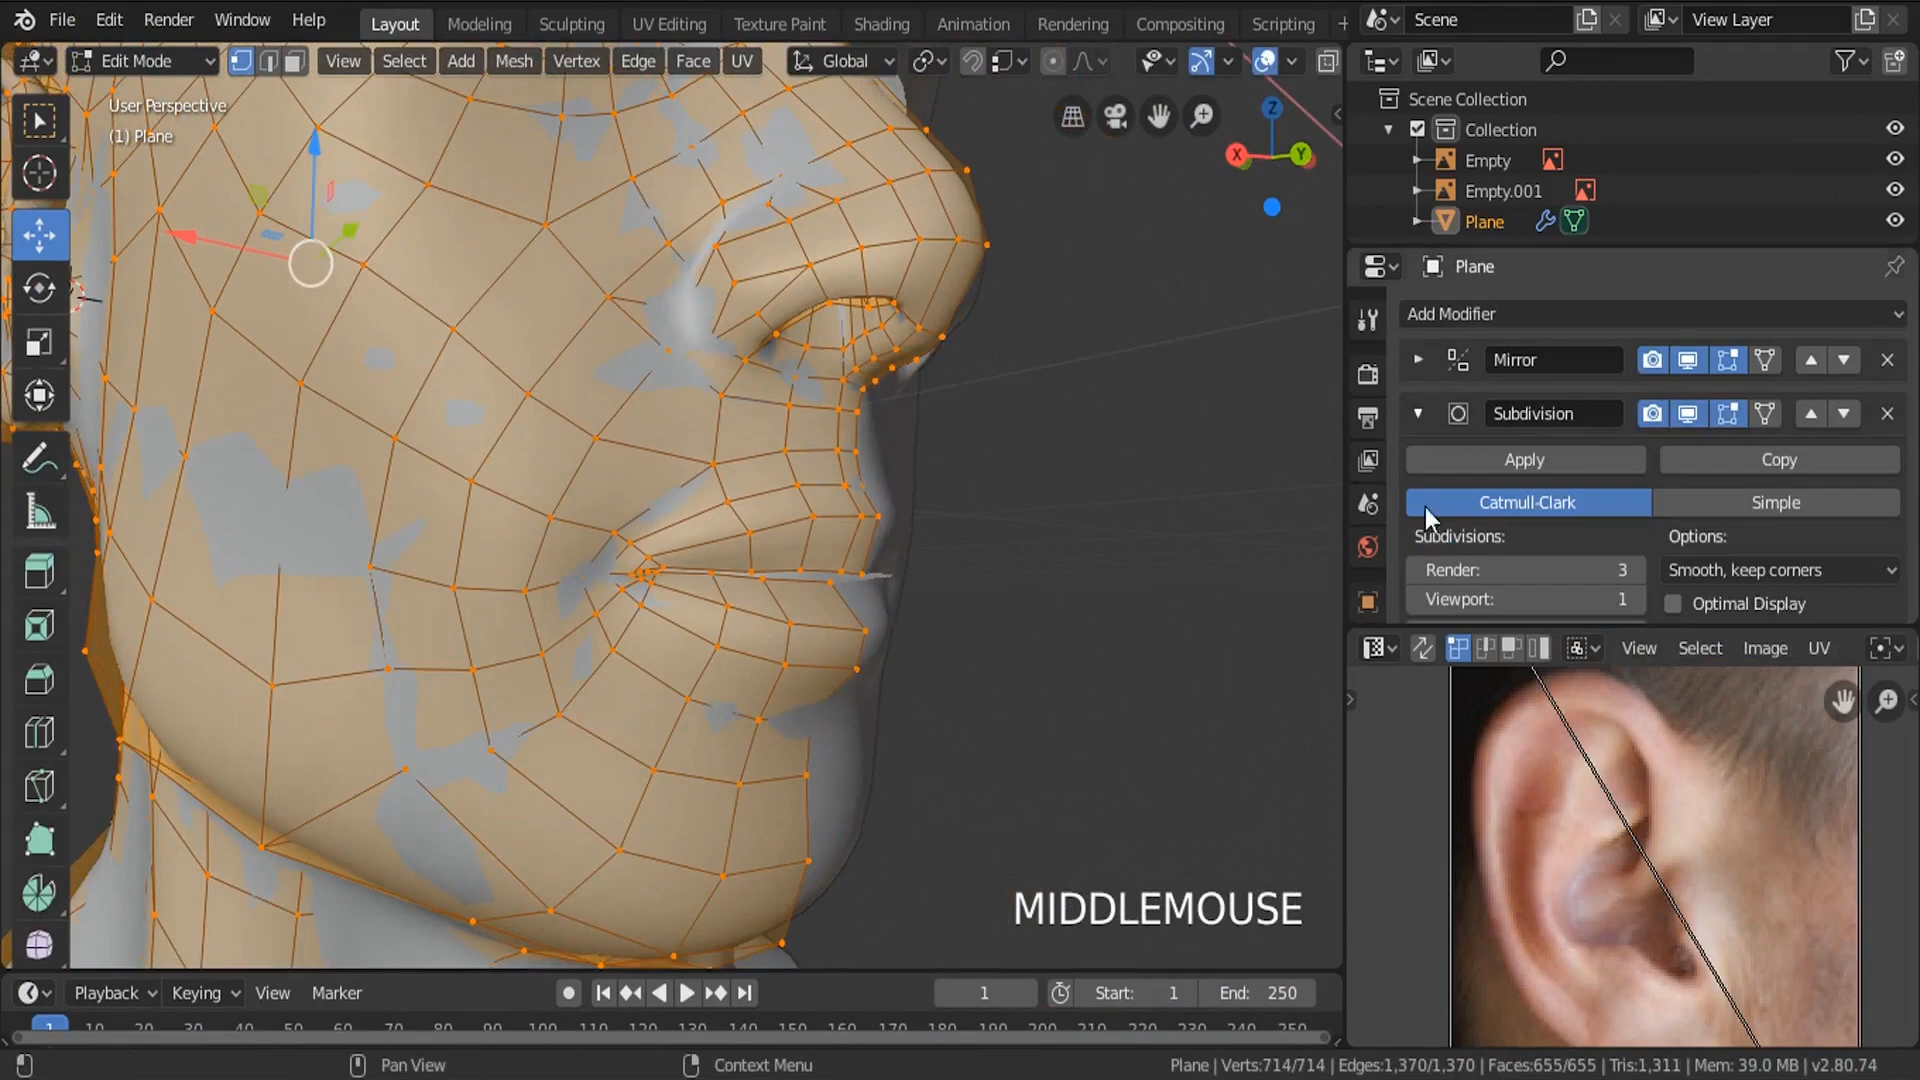 File Edit Render Window Help Layout Modeling Sculpting UV Editing Texture Paint Shading Animation Rendering Compositing Scripting + Scene View Layer
Edit Mode View Select Add Mesh Vertex Edge Face UV Global
User Perspective
(1) Plane
Z
X Y
MIDDLEMOUSE
Scene Collection
Collection
Empty
Empty.001
Plane
Plane
Add Modifier
Mirror
Subdivision
Apply Copy
Catmull-Clark Simple
Subdivisions: Options:
Render: 3 Smooth, keep corners
Viewport: 1 Optimal Display
View Select Image UV
Playback Keying View Marker 1 Start: 1 End: 250
1 10 20 30 40 50 60 70 80 90 100 110 120 130 140 150 160 170 180 190 200 210 220 230 240 250
Pan View Context Menu Plane | Verts:714/714 | Edges:1,370/1,370 | Faces:655/655 | Tris:1,311 | Mem: 39.0 MB | v2.80.74